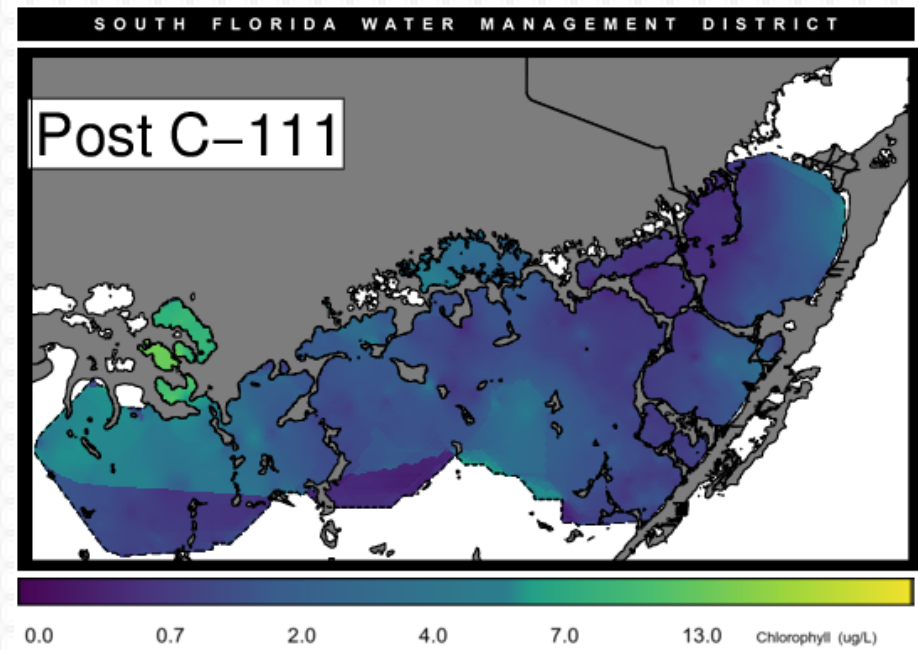 SOUTH FLORIDA WATER MANAGEMENT DISTRICT
Post C−111
0.0 0.7 2.0 4.0 7.0 13.0 Chlorophyll (ug/L)